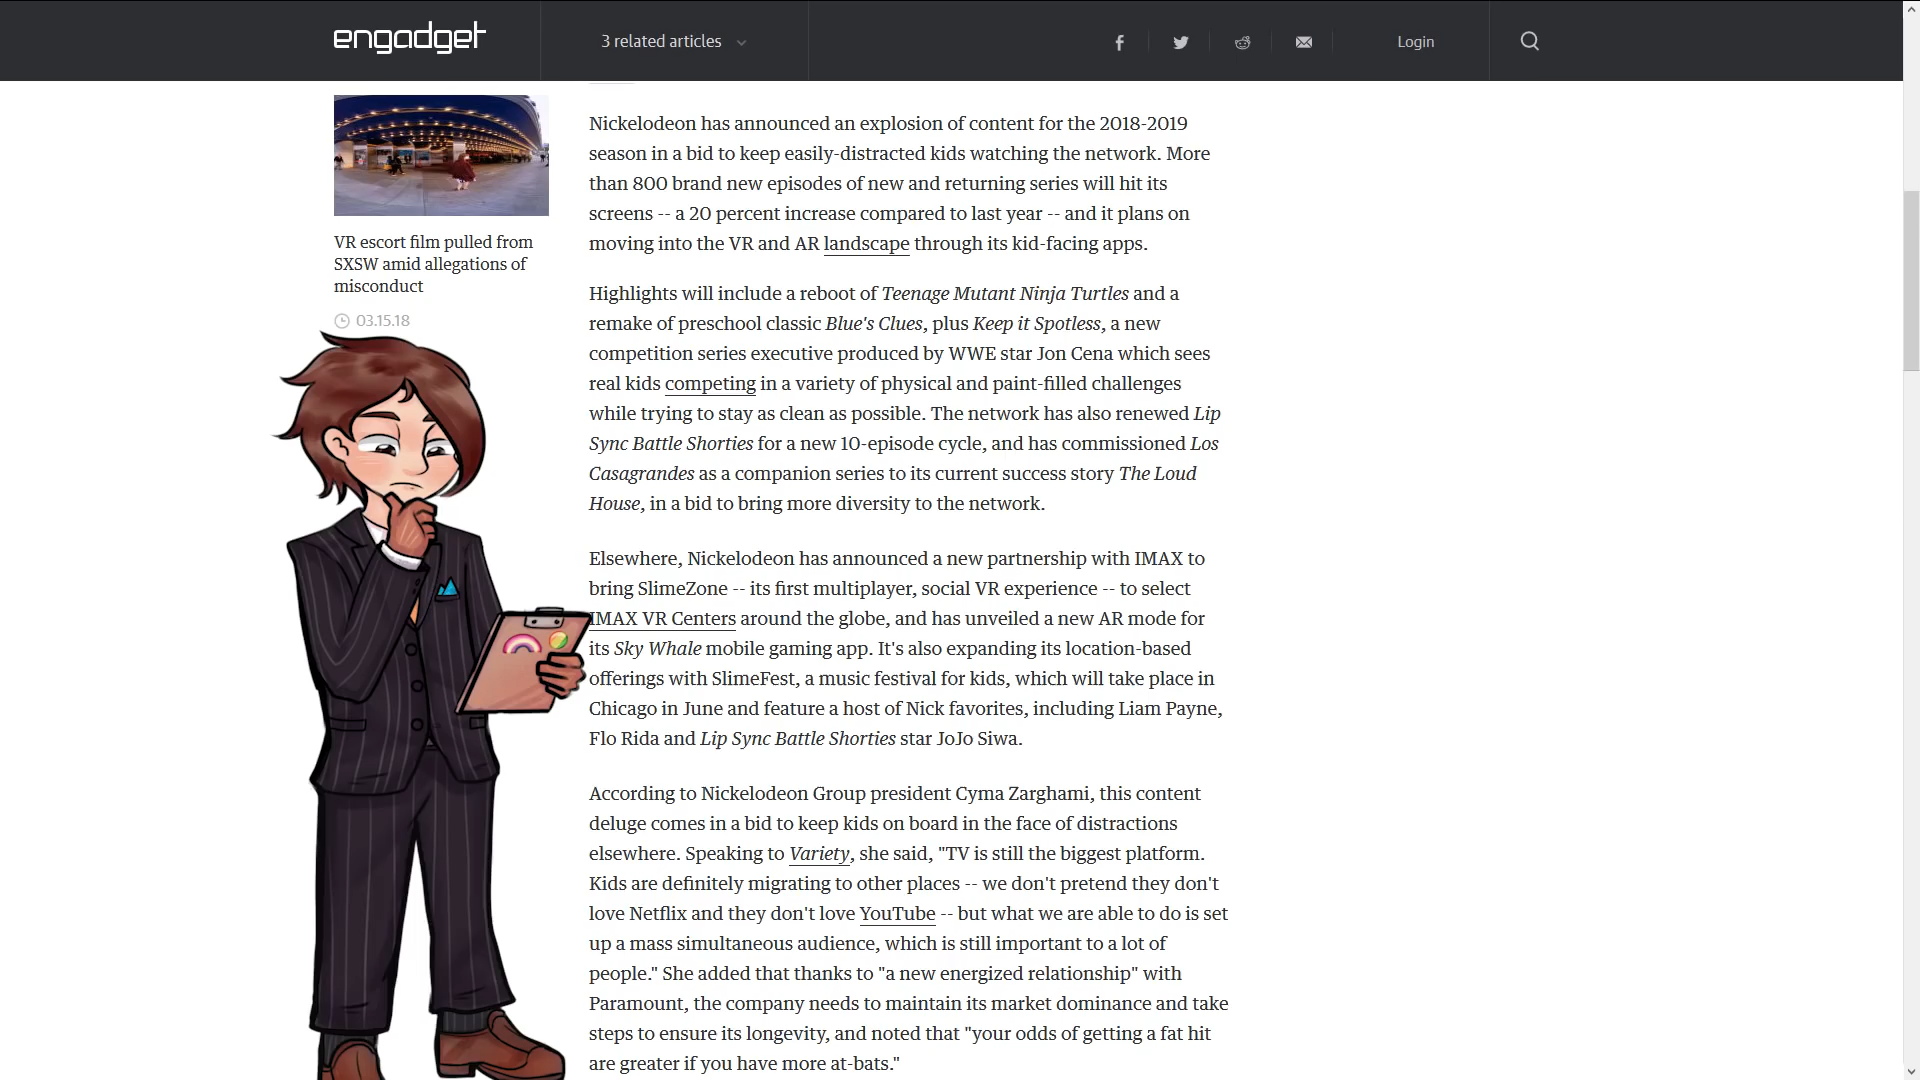 engadget
3 related articles
Login
VR escort film pulled from
SXSW amid allegations of
misconduct
03.15.18
Nickelodeon has announced an explosion of content for the 2018-2019
season in a bid to keep easily-distracted kids watching the network. More
than 800 brand new episodes of new and returning series will hit its
screens -- a 20 percent increase compared to last year -- and it plans on
moving into the VR and AR landscape through its kid-facing apps.
Highlights will include a reboot of Teenage Mutant Ninja Turtles and a
remake of preschool classic Blue's Clues, plus Keep it Spotless, a new
competition series executive produced by WWE star Jon Cena which sees
real kids competing in a variety of physical and paint-filled challenges
while trying to stay as clean as possible. The network has also renewed Lip
Sync Battle Shorties for a new 10-episode cycle, and has commissioned Los
Casagrandes as a companion series to its current success story The Loud
House, in a bid to bring more diversity to the network.
Elsewhere, Nickelodeon has announced a new partnership with IMAX to
bring SlimeZone -- its first multiplayer, social VR experience -- to select
IMAX VR Centers around the globe, and has unveiled a new AR mode for
its Sky Whale mobile gaming app. It's also expanding its location-based
offerings with SlimeFest, a music festival for kids, which will take place in
Chicago in June and feature a host of Nick favorites, including Liam Payne,
Flo Rida and Lip Sync Battle Shorties star JoJo Siwa.
According to Nickelodeon Group president Cyma Zarghami, this content
deluge comes in a bid to keep kids on board in the face of distractions
elsewhere. Speaking to Variety, she said, "TV is still the biggest platform.
Kids are definitely migrating to other places -- we don't pretend they don't
love Netflix and they don't love YouTube -- but what we are able to do is set
up a mass simultaneous audience, which is still important to a lot of
people." She added that thanks to "a new energized relationship" with
Paramount, the company needs to maintain its market dominance and take
steps to ensure its longevity, and noted that "your odds of getting a fat hit
are greater if you have more at-bats."